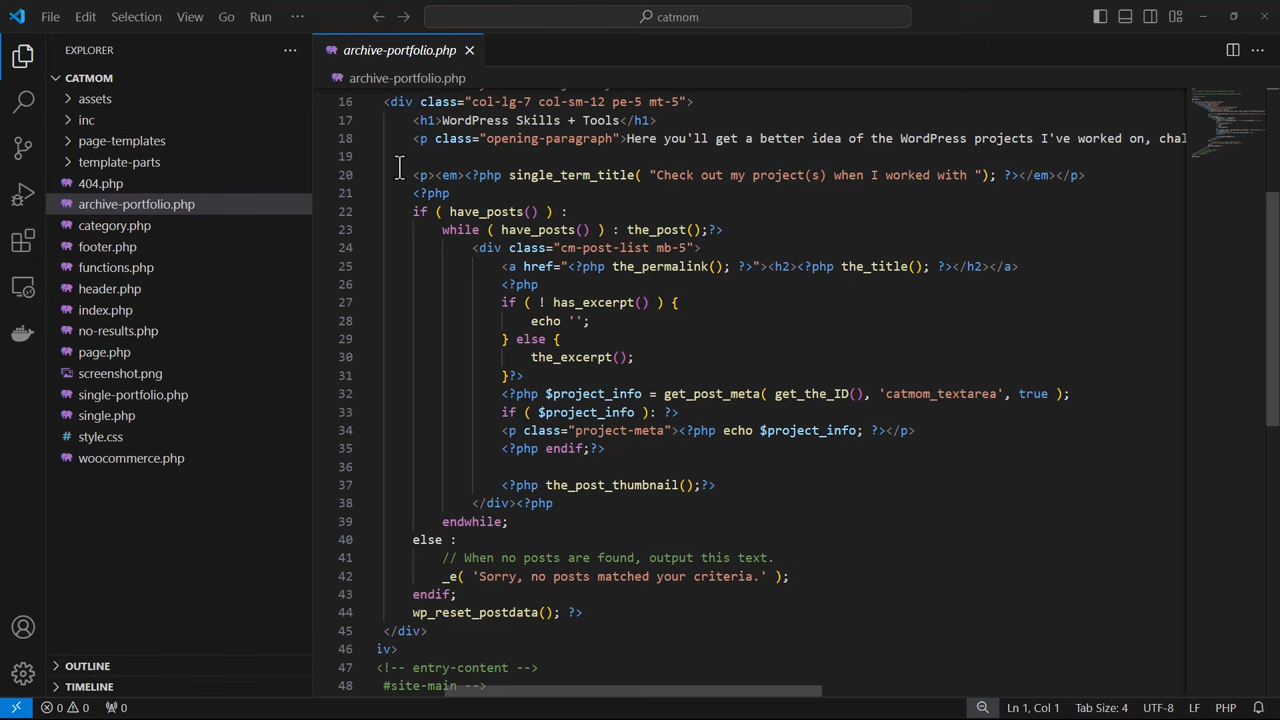 File Edit Selection View Go Run ··· catmom
EXPLORER ···
archive-portfolio.php
CATMOM
archive-portfolio.php
assets
inc
page-templates
template-parts
404.php
archive-portfolio.php
category.php
footer.php
functions.php
header.php
index.php
no-results.php
page.php
screenshot.png
single-portfolio.php
single.php
style.css
woocommerce.php
OUTLINE
TIMELINE
16 <div class="col-lg-7 col-sm-12 pe-5 mt-5">
17 <h1>WordPress Skills + Tools</h1>
18 <p class="opening-paragraph">Here you'll get a better idea of the WordPress projects I've worked on, chal
19
20 <p><em><?php single_term_title( "Check out my project(s) when I worked with "); ?></em></p>
21 <?php
22 if ( have_posts() ) :
23 while ( have_posts() ) : the_post();?>
24 <div class="cm-post-list mb-5">
25 <a href="<?php the_permalink(); ?>"><h2><?php the_title(); ?></h2></a>
26 <?php
27 if ( ! has_excerpt() ) {
28 echo '';
29 } else {
30 the_excerpt();
31 }?>
32 <?php $project_info = get_post_meta( get_the_ID(), 'catmom_textarea', true );
33 if ( $project_info ): ?>
34 <p class="project-meta"><?php echo $project_info; ?></p>
35 <?php endif;?>
36
37 <?php the_post_thumbnail();?>
38 </div><?php
39 endwhile;
40 else :
41 // When no posts are found, output this text.
42 _e( 'Sorry, no posts matched your criteria.' );
43 endif;
44 wp_reset_postdata(); ?>
45 </div>
46 iv>
47 <!-- entry-content -->
48 #site-main -->
0 0 0 Ln 1, Col 1 Tab Size: 4 UTF-8 LF PHP